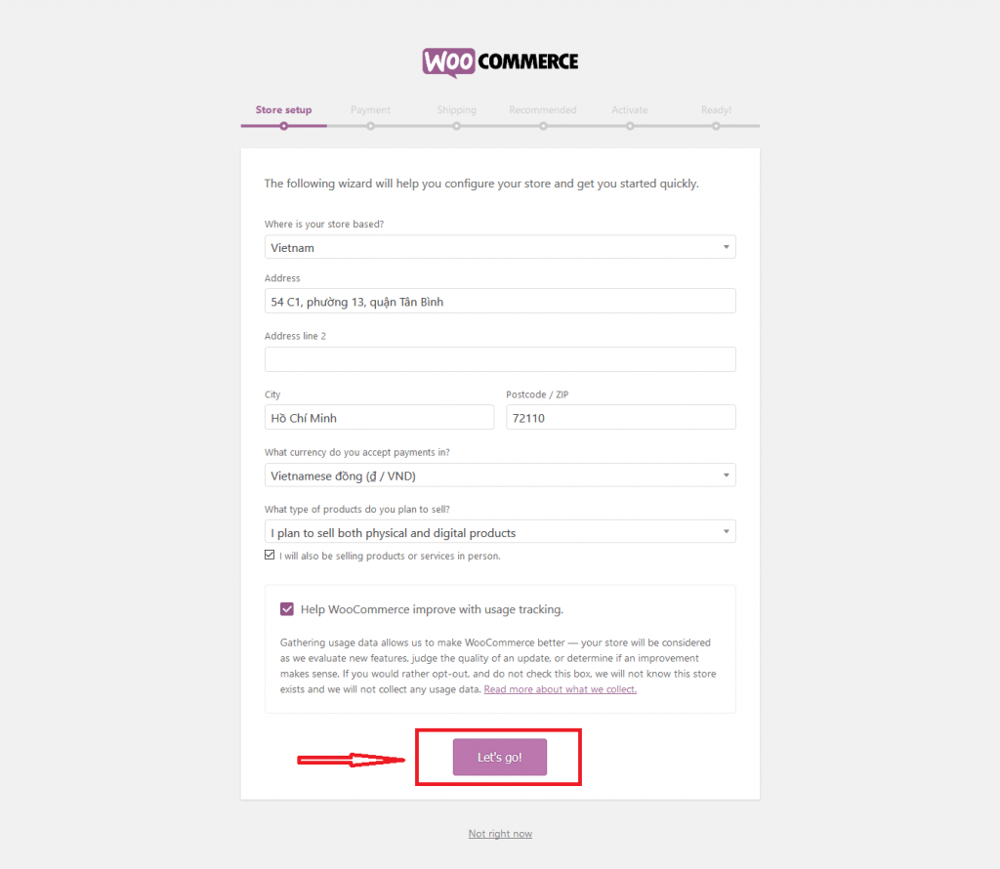 WOO COMMERCE
Store setup Payment Shipping Recommended Activate Ready!
The following wizard will help you configure your store and get you started quickly.
Where is your store based?
Vietnam
Address
54 C1, phường 13, quận Tân Bình
Address line 2
City Postcode / ZIP
Hồ Chí Minh 72110
What currency do you accept payments in?
Vietnamese đồng (₫ / VND)
What type of products do you plan to sell?
I plan to sell both physical and digital products
I will also be selling products or services in person.
Help WooCommerce improve with usage tracking.
Gathering usage data allows us to make WooCommerce better — your store will be considered
as we evaluate new features, judge the quality of an update, or determine if an improvement
makes sense. If you would rather opt-out, and do not check this box, we will not know this store
exists and we will not collect any usage data. Read more about what we collect.
Let's go!
Not right now